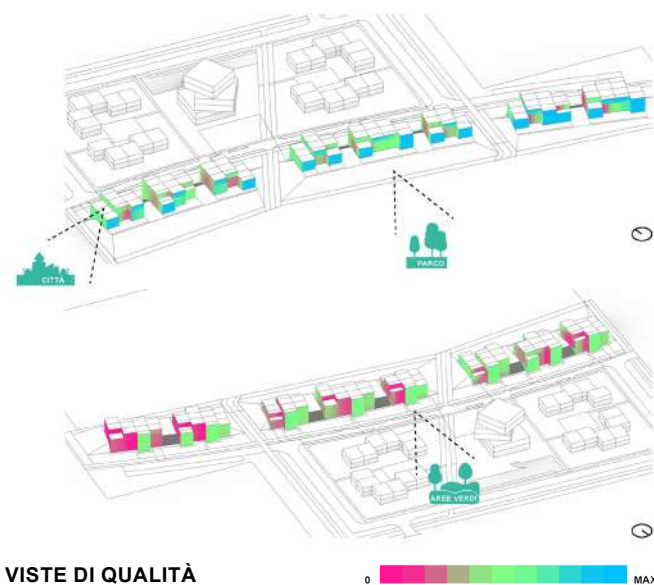 CITTÀ
PARCO
AREE VERDI
VISTE DI QUALITÀ
0
MAX